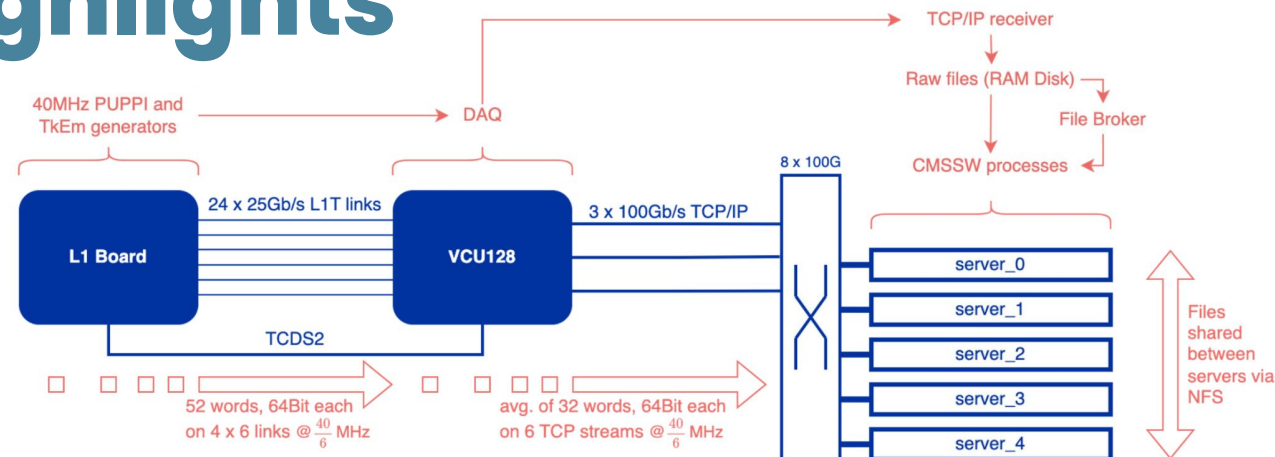 TCP/IP receiver
Raw files (RAM Disk)
File Broker
CMSSW processes
40MHz PUPPI and
TkEm generators
DAQ
8 x 100G
24 x 25Gb/s L1T links
3 x 100Gb/s TCP/IP
L1 Board
VCU128
TCDS2
server_0
server_1
server_2
server_3
server_4
Files
shared
between
servers via
NFS
52 words, 64Bit each
on 4 x 6 links @ 40/6 MHz
avg. of 32 words, 64Bit each
on 6 TCP streams @ 40/6 MHz